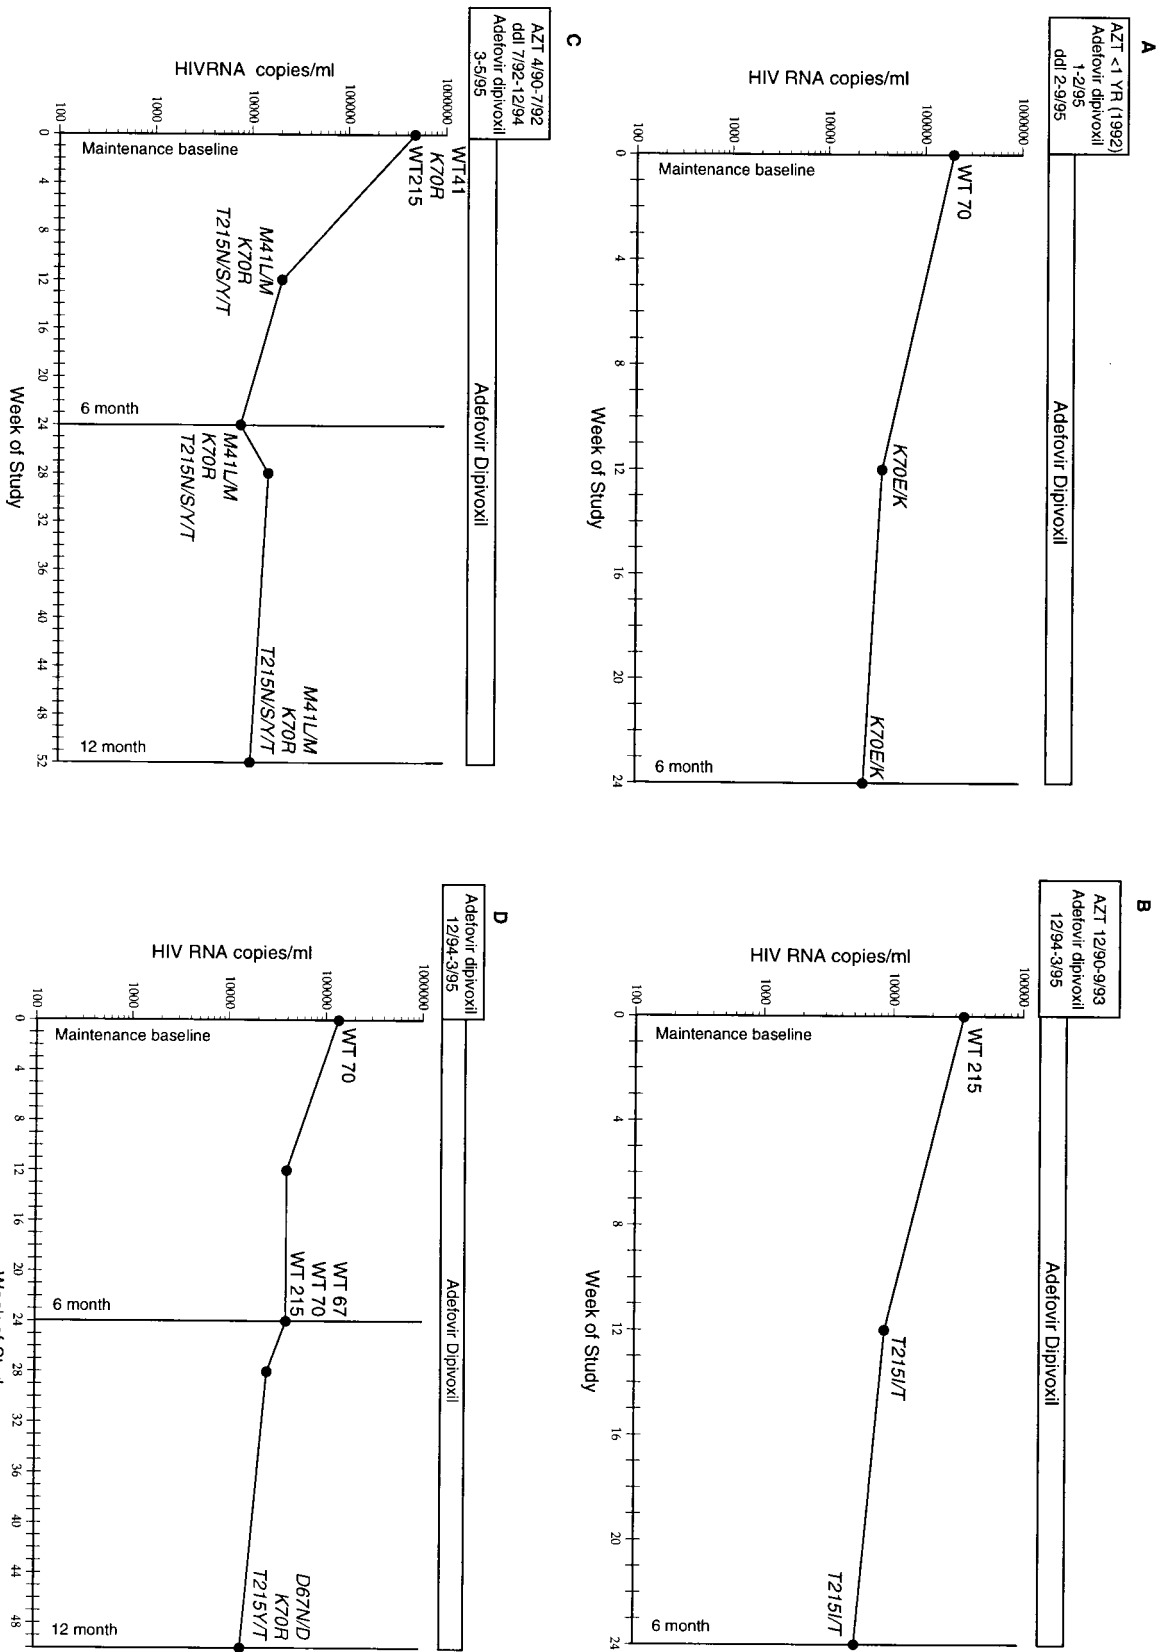 A
AZT <1 YR (1992)
Adefovir dipivoxil
1-2/95
ddI 2-9/95
Adefovir Dipivoxil
HIV RNA copies/ml
1000000
100000
10000
1000
100
WT 70
K70E/K
K70E/K
Maintenance baseline
6 month
0 4 8 12 16 20 24
Week of Study
B
AZT 12/90-9/93
Adefovir dipivoxil
12/94-3/95
Adefovir Dipivoxil
HIV RNA copies/ml
100000
10000
1000
100
WT 215
T215I/T
T215I/T
Maintenance baseline
6 month
0 4 8 12 16 20 24
Week of Study
C
AZT 4/90-7/92
ddI 7/92-12/94
Adefovir dipivoxil
3-5/95
Adefovir Dipivoxil
HIVRNA copies/ml
1000000
100000
10000
1000
100
WT41
K70R
WT215
M41L/M
K70R
T215N/S/Y/T
M41L/M
K70R
T215N/S/Y/T
M41L/M
K70R
T215N/S/Y/T
Maintenance baseline
6 month
12 month
0 4 8 12 16 20 24 28 32 36 40 44 48 52
Week of Study
D
Adefovir dipivoxil
12/94-3/95
Adefovir Dipivoxil
HIV RNA copies/ml
1000000
100000
10000
1000
100
WT 70
WT 67
WT 70
WT 215
D67N/D
K70R
T215Y/T
Maintenance baseline
6 month
12 month
0 4 8 12 16 20 24 28 32 36 40 44 48